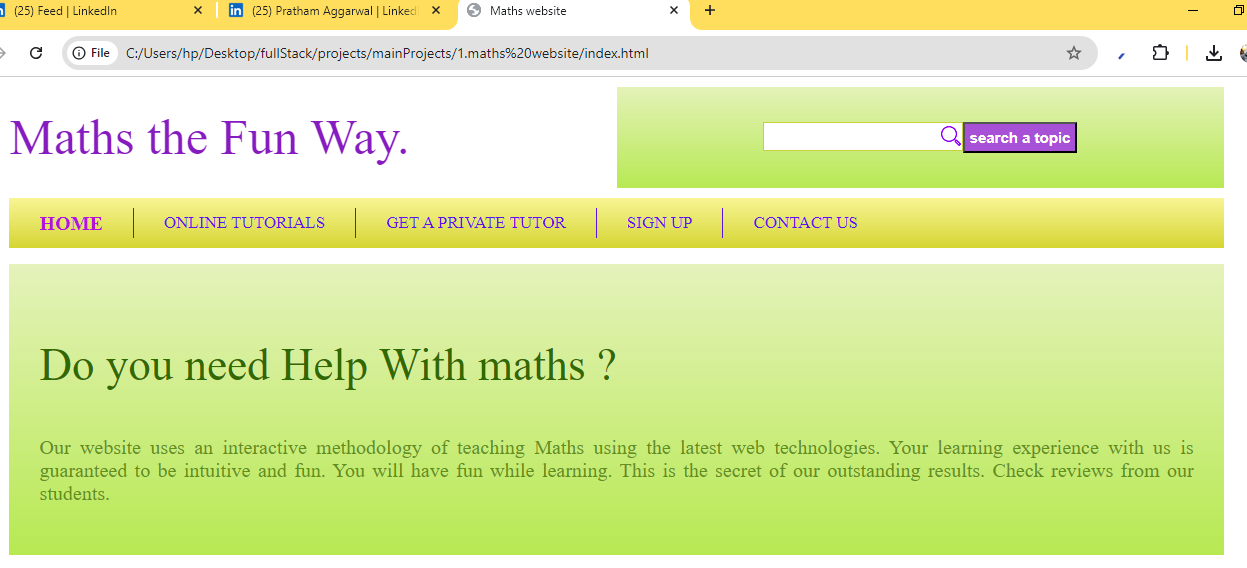 (25) Feed | LinkedIn
(25) Pratham Aggarwal | Linked
Maths website
File
C:/Users/hp/Desktop/fullStack/projects/mainProjects/1.maths%20website/index.html
Maths the Fun Way.
search a topic
HOME
ONLINE TUTORIALS
GET A PRIVATE TUTOR
SIGN UP
CONTACT US
Do you need Help With maths ?
Our website uses an interactive methodology of teaching Maths using the latest web technologies. Your learning experience with us is
guaranteed to be intuitive and fun. You will have fun while learning. This is the secret of our outstanding results. Check reviews from our
students.